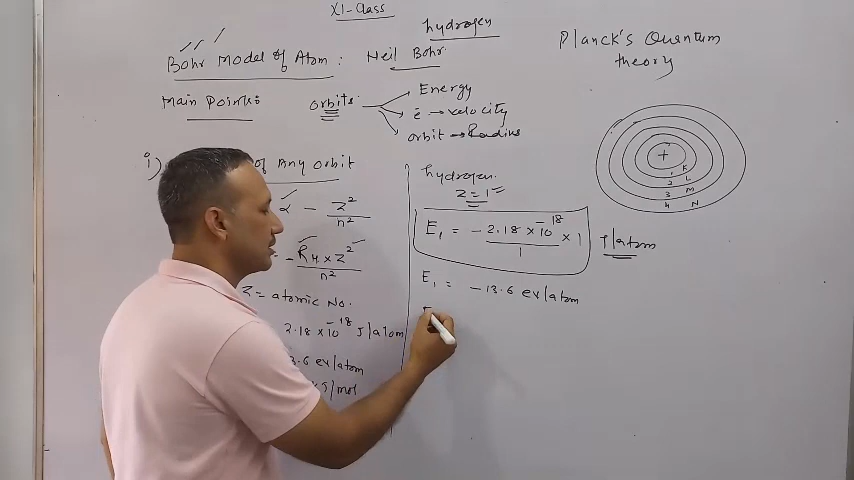 XI-Class
hydrogen
Bohr Model of Atom: Neil Bohr
Main Points:
orbits
Energy
ē → velocity
orbit → Radius
i) of Any orbit
α - Z²/n²
= - R_H × Z²/n²
Z = atomic No.
2.18 × 10⁻¹⁸ J/atom
3.6 eV/atom
J/mol
hydrogen.
Z = 1
E₁ = - 2.18 × 10⁻¹⁸/1 × 1 J/atom
E₁ = - 13.6 eV/atom
Planck's Quantum
theory
+
1 K
2 L
3 M
4 N